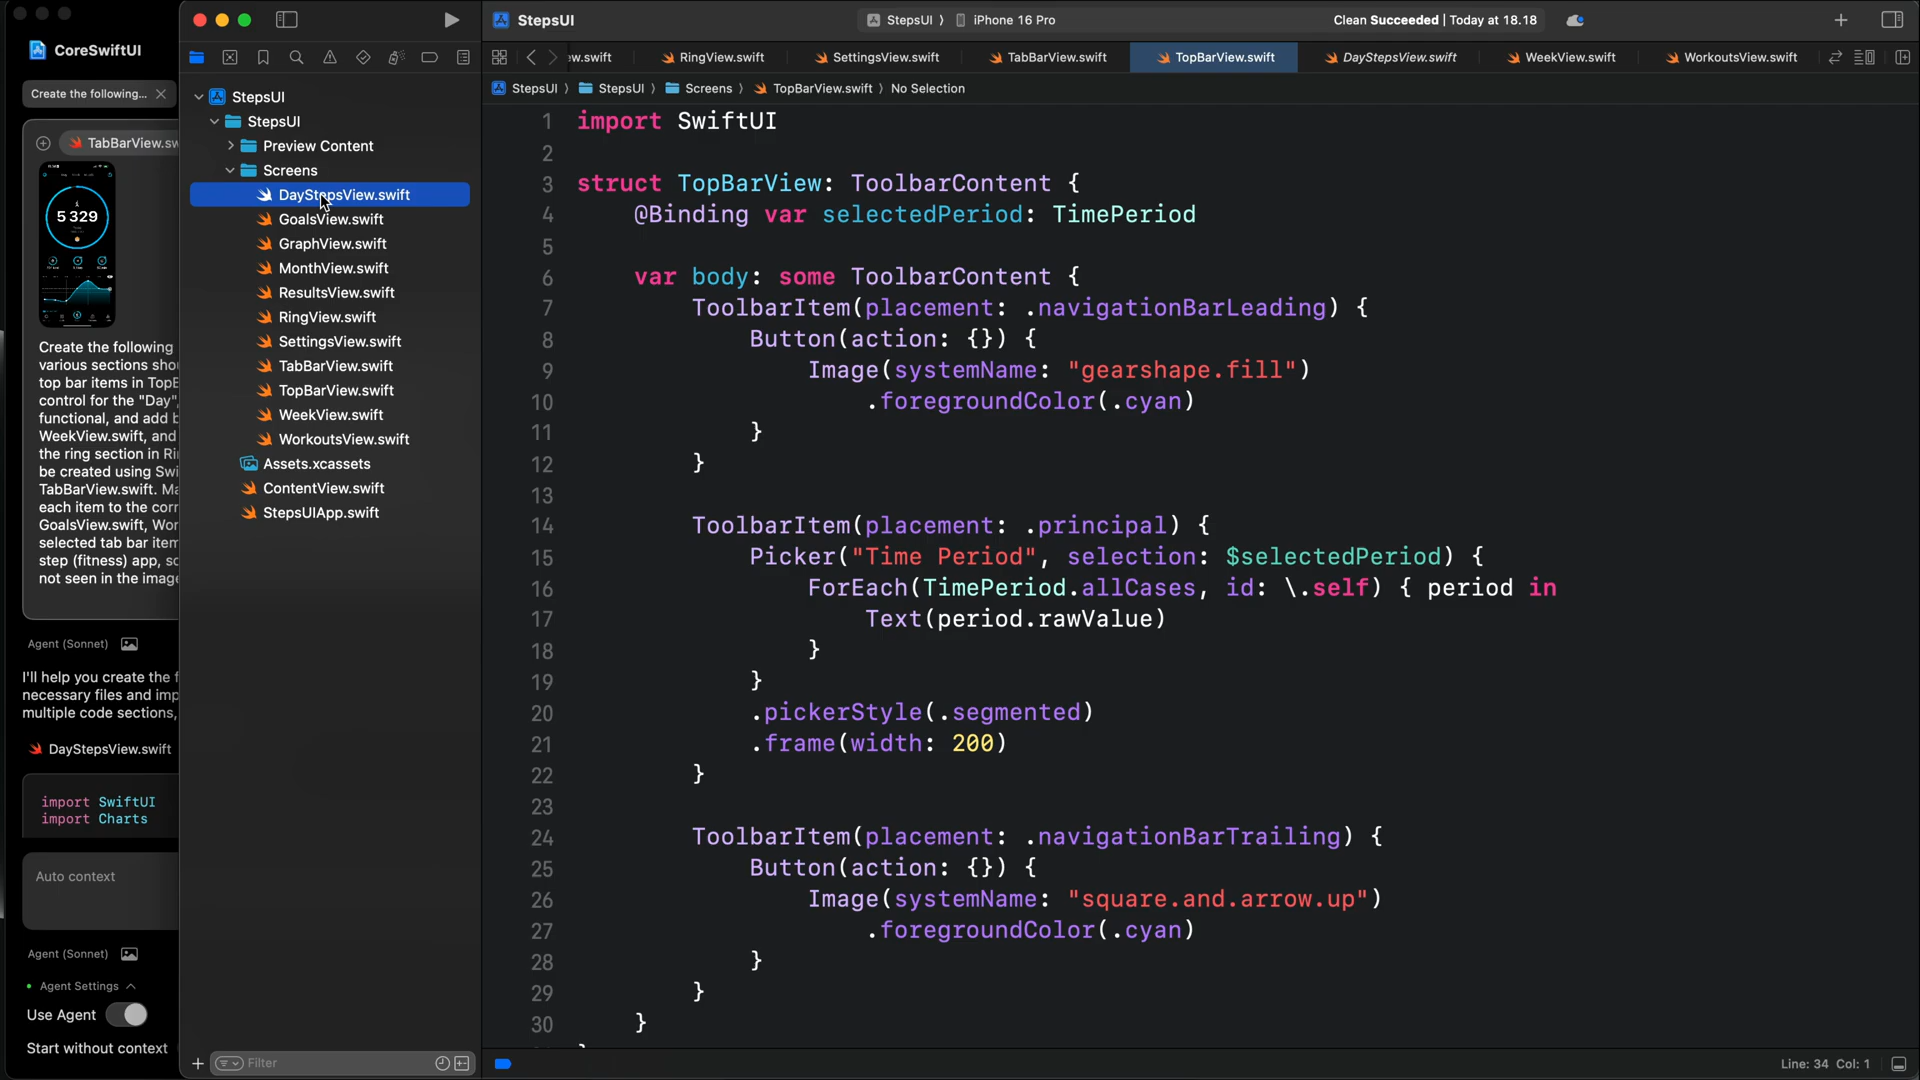 CoreSwiftUI
Create the following...
TabBarView.sw
5 329
Create the following
various sections sho
top bar items in TopB
control for the "Day",
functional, and add b
WeekView.swift, and
the ring section in Ri
be created using Swi
TabBarView.swift. Ma
each item to the corr
GoalsView.swift, Wor
selected tab bar item
step (fitness) app, so
not seen in the image
Agent (Sonnet)
I'll help you create the f
necessary files and imp
multiple code sections,
DayStepsView.swift
import SwiftUI
import Charts
Auto context
Agent (Sonnet)
Agent Settings
Use Agent
Start without context
StepsUI
StepsUI
Preview Content
Screens
DayStepsView.swift
GoalsView.swift
GraphView.swift
MonthView.swift
ResultsView.swift
RingView.swift
SettingsView.swift
TabBarView.swift
TopBarView.swift
WeekView.swift
WorkoutsView.swift
Assets.xcassets
ContentView.swift
StepsUIApp.swift
Filter
StepsUI
StepsUI ⟩ iPhone 16 Pro
Clean Succeeded | Today at 18.18
ew.swift RingView.swift SettingsView.swift TabBarView.swift TopBarView.swift DayStepsView.swift WeekView.swift WorkoutsView.swift
StepsUI ⟩ StepsUI ⟩ Screens ⟩ TopBarView.swift ⟩ No Selection
1 import SwiftUI
2
3 struct TopBarView: ToolbarContent {
4 @Binding var selectedPeriod: TimePeriod
5
6 var body: some ToolbarContent {
7 ToolbarItem(placement: .navigationBarLeading) {
8 Button(action: {}) {
9 Image(systemName: "gearshape.fill")
10 .foregroundColor(.cyan)
11 }
12 }
13
14 ToolbarItem(placement: .principal) {
15 Picker("Time Period", selection: $selectedPeriod) {
16 ForEach(TimePeriod.allCases, id: \.self) { period in
17 Text(period.rawValue)
18 }
19 }
20 .pickerStyle(.segmented)
21 .frame(width: 200)
22 }
23
24 ToolbarItem(placement: .navigationBarTrailing) {
25 Button(action: {}) {
26 Image(systemName: "square.and.arrow.up")
27 .foregroundColor(.cyan)
28 }
29 }
30 }
Line: 34 Col: 1